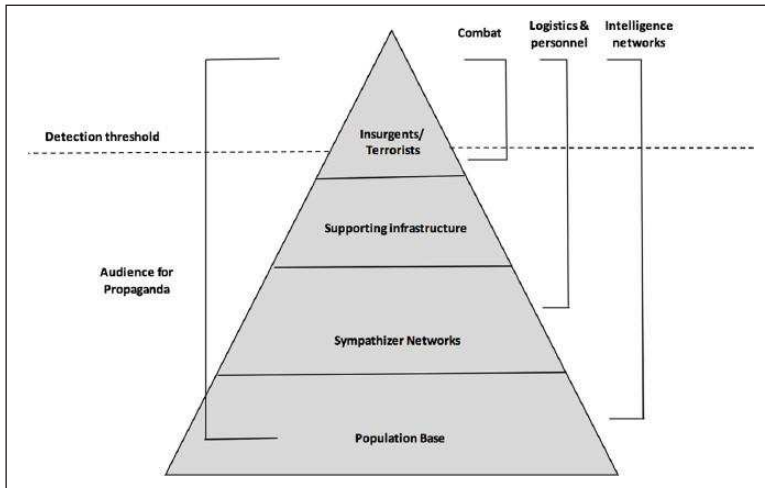 Combat
Logistics &
personnel
Intelligence
networks
Detection threshold
Insurgents/
Terrorists
Supporting infrastructure
Audience for
Propaganda
Sympathizer Networks
Population Base